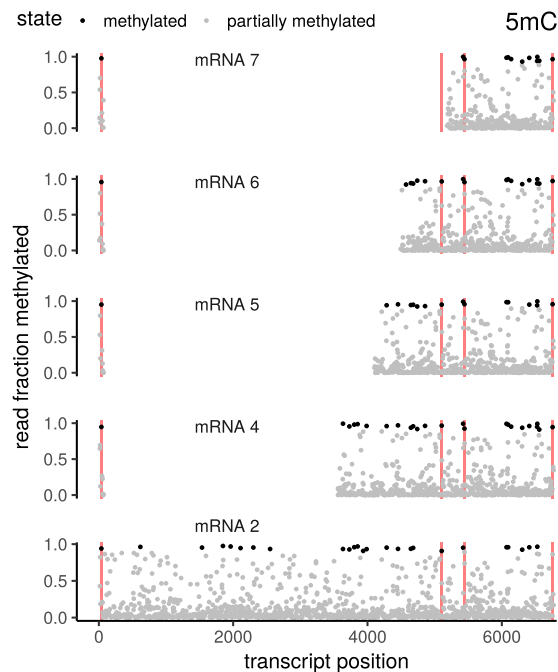 state methylated partially methylated 5mC
mRNA 7
1.0
0.5
0.0
mRNA 6
1.0
0.5
0.0
mRNA 5
1.0
0.5
0.0
mRNA 4
1.0
0.5
0.0
mRNA 2
1.0
0.5
0.0
read fraction methylated
0 2000 4000 6000
transcript position